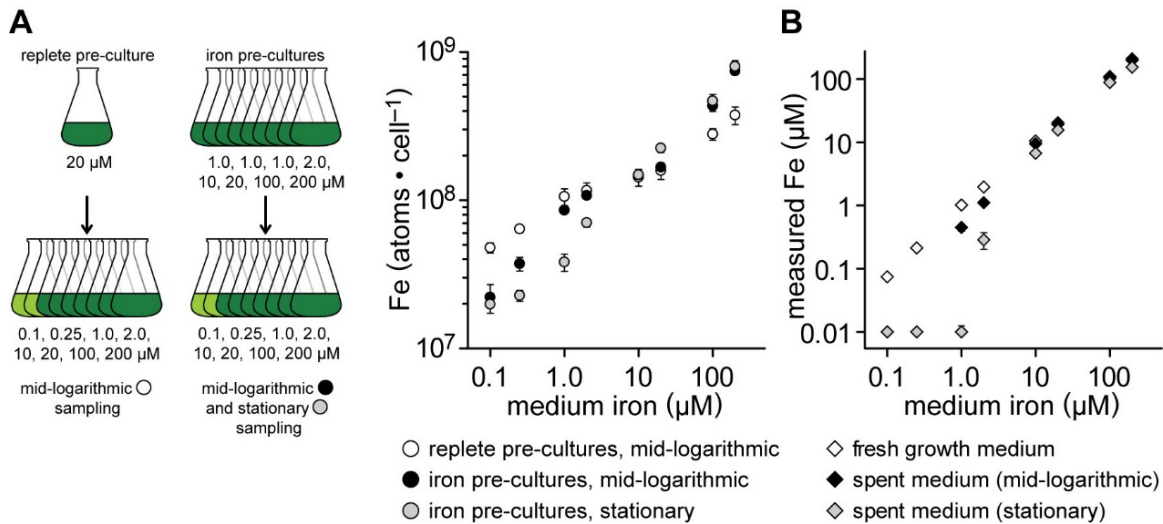 A
replete pre-culture
20 µM
0.1, 0.25, 1.0, 2.0,
10, 20, 100, 200 µM
mid-logarithmic
sampling
iron pre-cultures
1.0, 1.0, 1.0, 2.0,
10, 20, 100, 200 µM
0.1, 0.25, 1.0, 2.0,
10, 20, 100, 200 µM
mid-logarithmic
and stationary
sampling
Fe (atoms • cell⁻¹)
10⁹
10⁸
10⁷
0.1 1.0 10 100
medium iron (µM)
replete pre-cultures, mid-logarithmic
iron pre-cultures, mid-logarithmic
iron pre-cultures, stationary
B
measured Fe (µM)
100
10
1
0.1
0.01
0.1 1.0 10 100
medium iron (µM)
fresh growth medium
spent medium (mid-logarithmic)
spent medium (stationary)